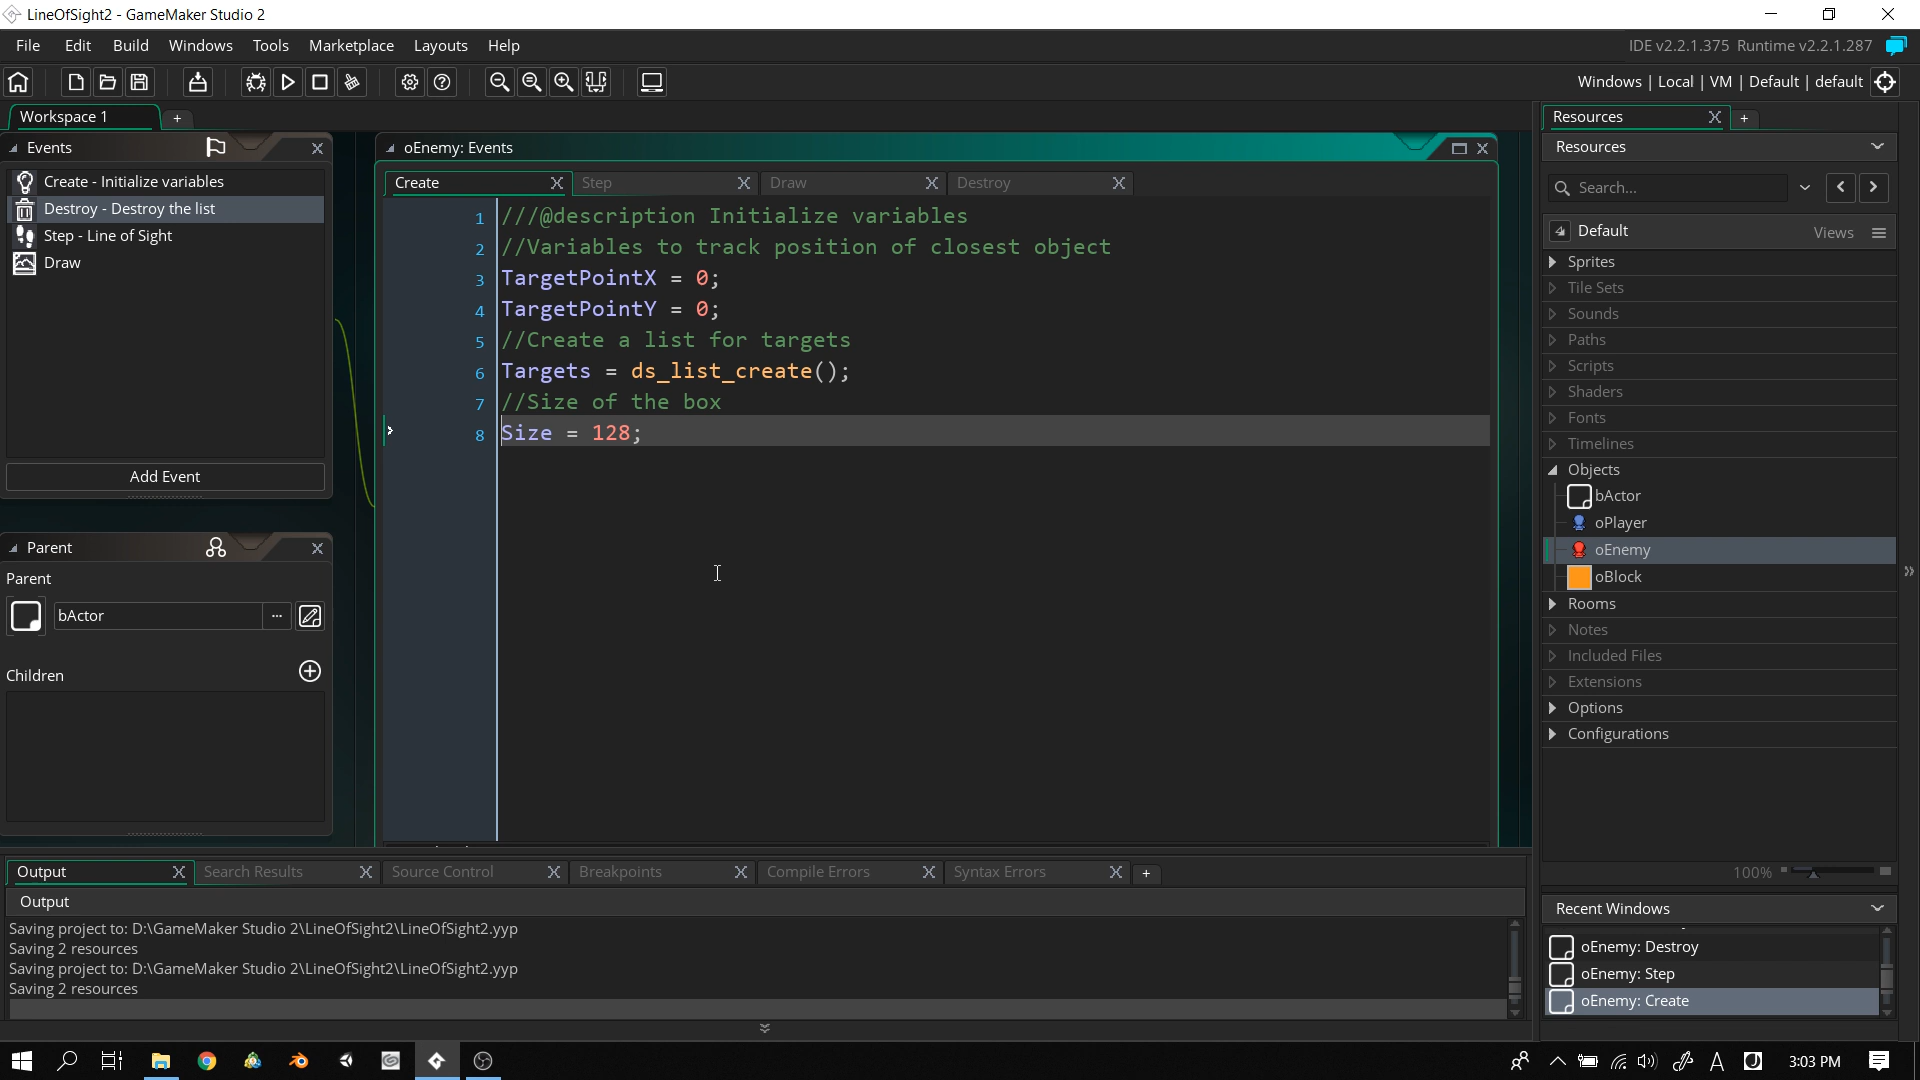 LineOfSight2 - GameMaker Studio 2
File Edit Build Windows Tools Marketplace Layouts Help
IDE v2.2.1.375 Runtime v2.2.1.287
Windows | Local | VM | Default | default
Workspace 1
+
Events
Create - Initialize variables
Destroy - Destroy the list
Step - Line of Sight
Draw
Add Event
Parent
Parent
bActor
...
Children
oEnemy: Events
Create
Step
Draw
Destroy
1 ///@description Initialize variables
2 //Variables to track position of closest object
3 TargetPointX = 0;
4 TargetPointY = 0;
5 //Create a list for targets
6 Targets = ds_list_create();
7 //Size of the box
8 Size = 128;
Resources
+
Resources
Search...
Default
Views
Sprites
Tile Sets
Sounds
Paths
Scripts
Shaders
Fonts
Timelines
Objects
bActor
oPlayer
oEnemy
oBlock
Rooms
Notes
Included Files
Extensions
Options
Configurations
100%
Recent Windows
oEnemy: Destroy
oEnemy: Step
oEnemy: Create
Output
Search Results
Source Control
Breakpoints
Compile Errors
Syntax Errors
+
Output
Saving project to: D:\GameMaker Studio 2\LineOfSight2\LineOfSight2.yyp
Saving 2 resources
Saving project to: D:\GameMaker Studio 2\LineOfSight2\LineOfSight2.yyp
Saving 2 resources
A
3:03 PM